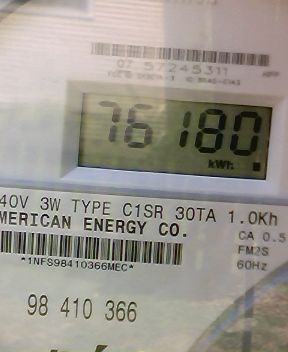 07 57245311
76180
kWh
40V 3W TYPE C1SR 30TA 1.0Kh
MERICAN ENERGY CO.
CA 0.5
*1NFS98410366MEC*
FM2S
60Hz
98 410 366